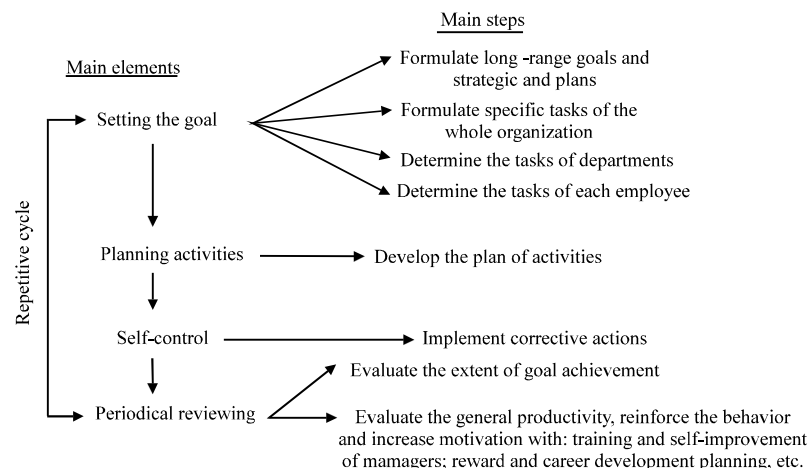 Main steps
Main elements
Formulate long -range goals and
strategic and plans
Setting the goal
Formulate specific tasks of the
whole organization
Determine the tasks of departments
Determine the tasks of each employee
Repetitive cycle
Planning activities
Develop the plan of activities
Self-control
Implement corrective actions
Evaluate the extent of goal achievement
Periodical reviewing
Evaluate the general productivity, reinforce the behavior
and increase motivation with: training and self-improvement
of mamagers; reward and career development planning, etc.